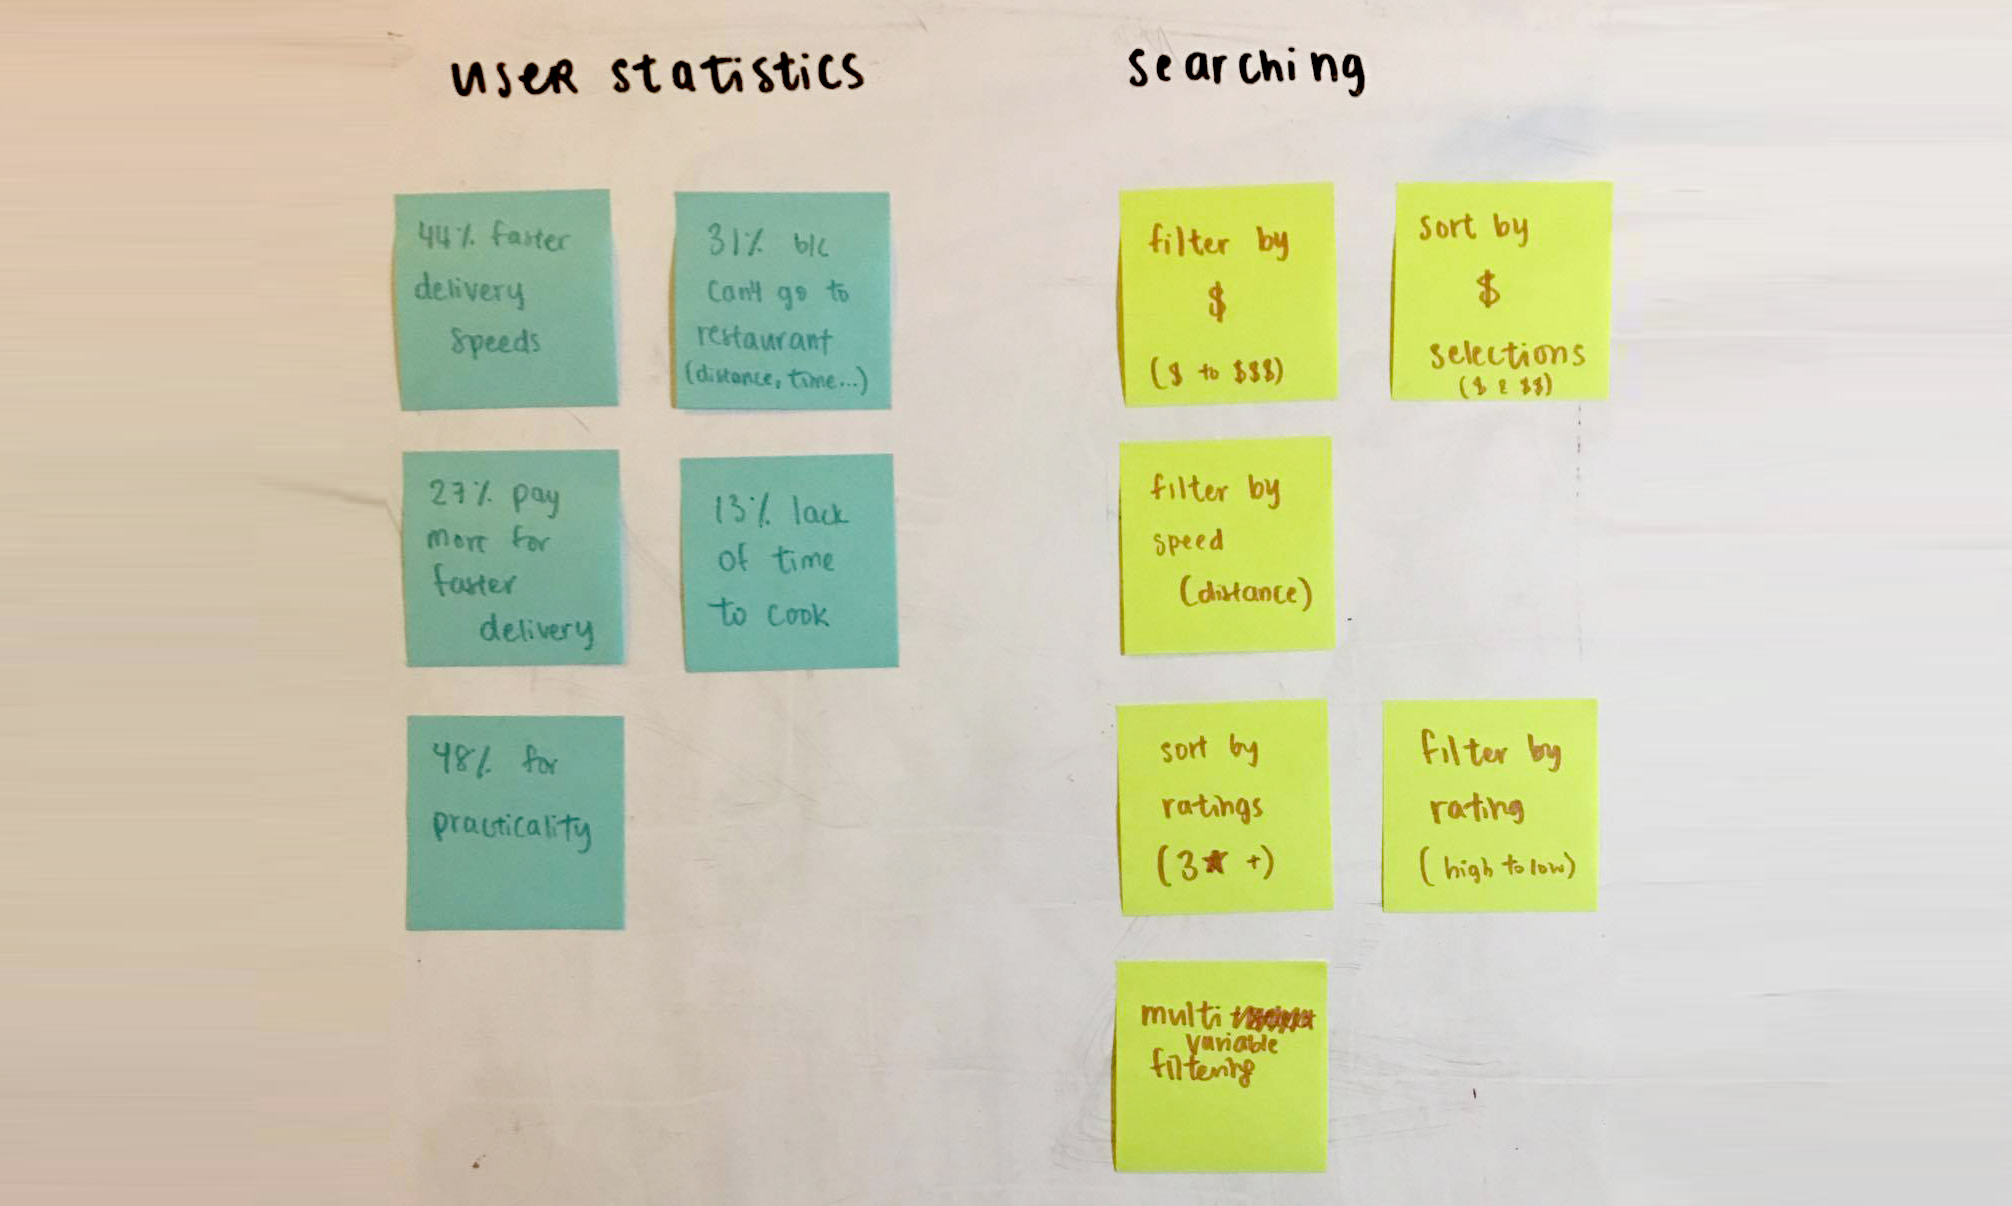 user statistics
44% faster
delivery
speeds
31% b/c
can't go to
restaurant
(distance, time...)
27% pay
more for
faster
delivery
13% lack
of time
to cook
48% for
practicality
searching
filter by
$
($ to $$$)
sort by
$
selections
($ & $$)
filter by
speed
(distance)
sort by
ratings
(3★ +)
filter by
rating
(high to low)
multi
variable
filtering